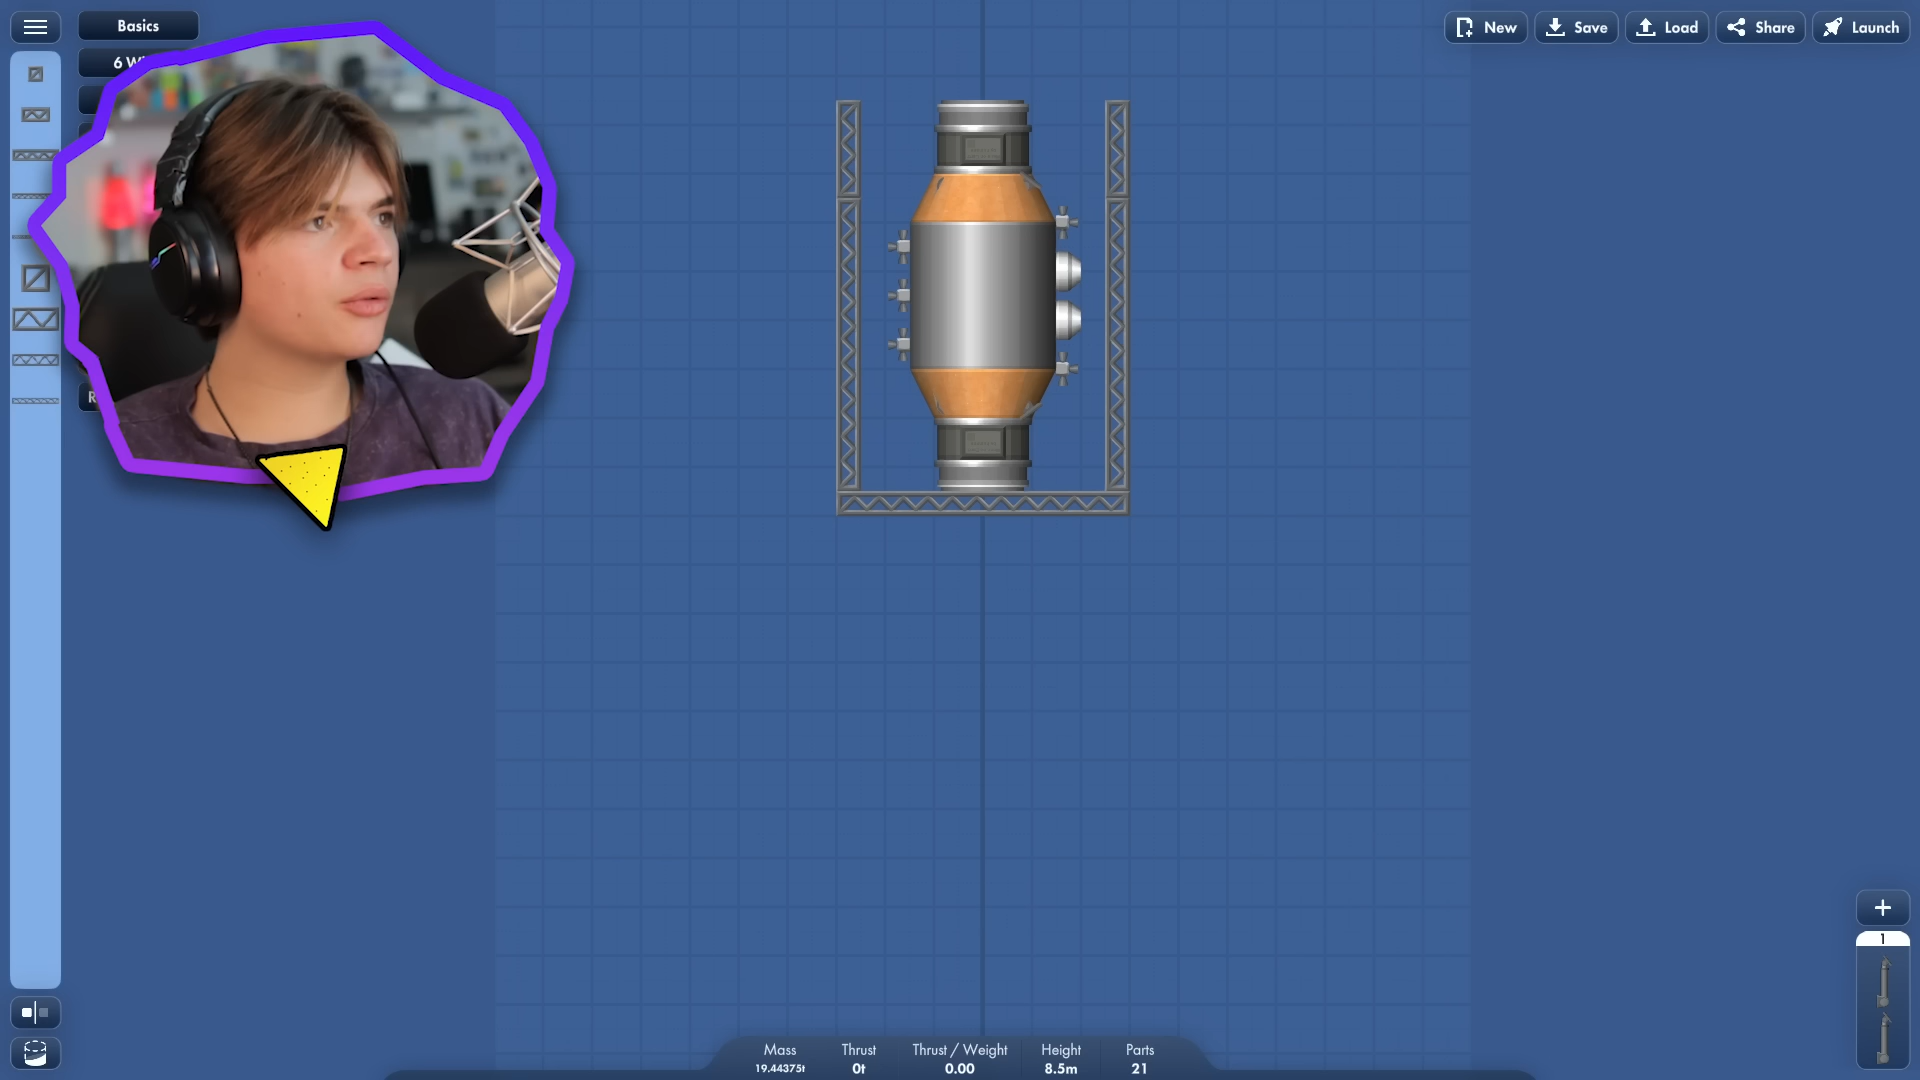 Basics
New
Save
Load
Share
Launch
6 W
R
1
Mass
Thrust
Thrust / Weight
Height
Parts
19.44375t
0t
0.00
8.5m
21